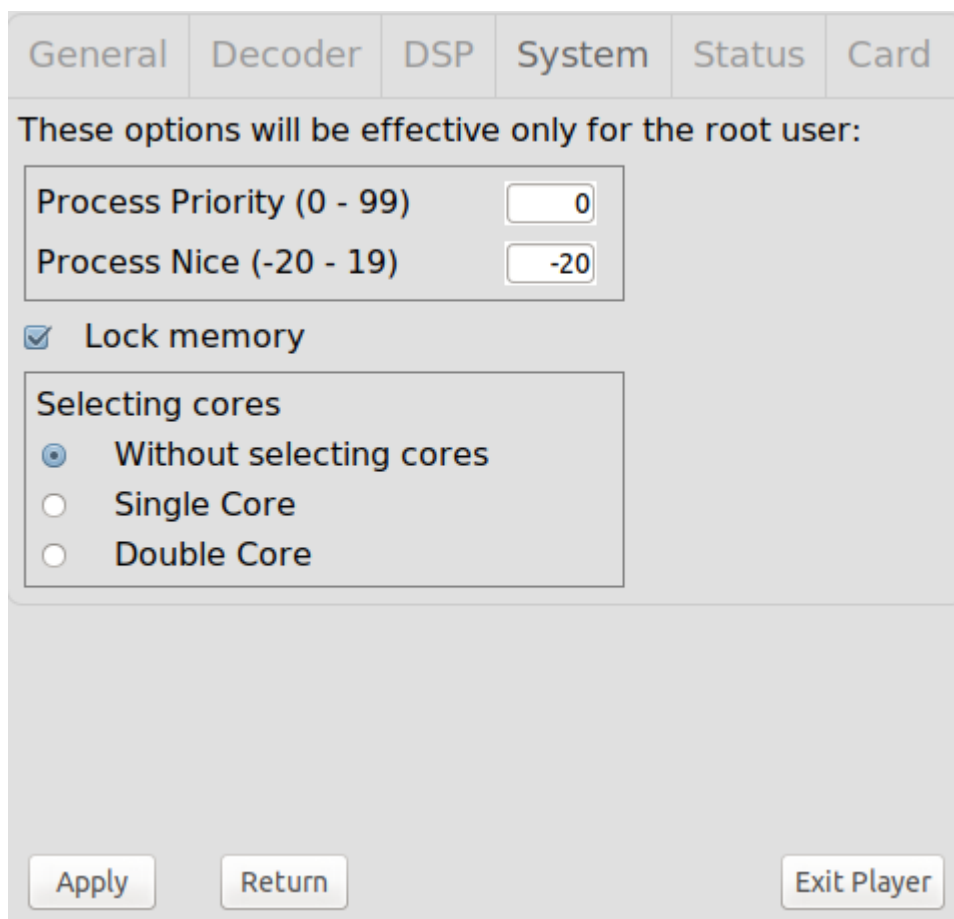 General Decoder DSP System Status Card
These options will be effective only for the root user:
Process Priority (0 - 99) 0
Process Nice (-20 - 19) -20
Lock memory
Selecting cores
Without selecting cores
Single Core
Double Core
Apply Return Exit Player